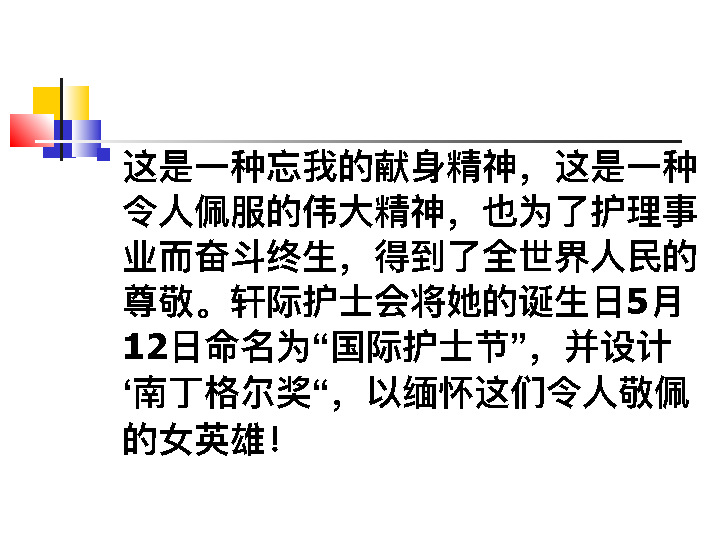 这是一种忘我的献身精神，这是一种
令人佩服的伟大精神，也为了护理事
业而奋斗终生，得到了全世界人民的
尊敬。轩际护士会将她的诞生日5月
12日命名为“国际护士节”，并设计
‘南丁格尔奖“，以缅怀这们令人敬佩
的女英雄！